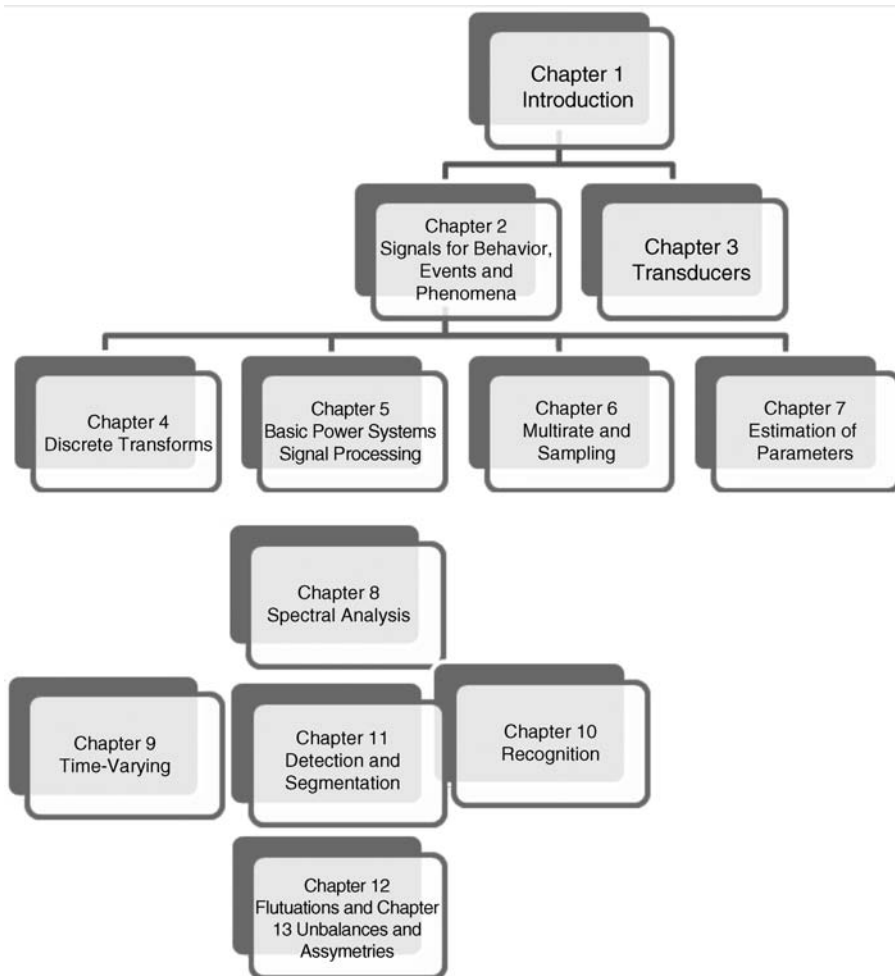 Chapter 1
Introduction
Chapter 2
Signals for Behavior,
Events and
Phenomena
Chapter 3
Transducers
Chapter 4
Discrete Transforms
Chapter 5
Basic Power Systems
Signal Processing
Chapter 6
Multirate and
Sampling
Chapter 7
Estimation of
Parameters
Chapter 8
Spectral Analysis
Chapter 9
Time-Varying
Chapter 11
Detection and
Segmentation
Chapter 10
Recognition
Chapter 12
Flutuations and Chapter
13 Unbalances and
Assymetries